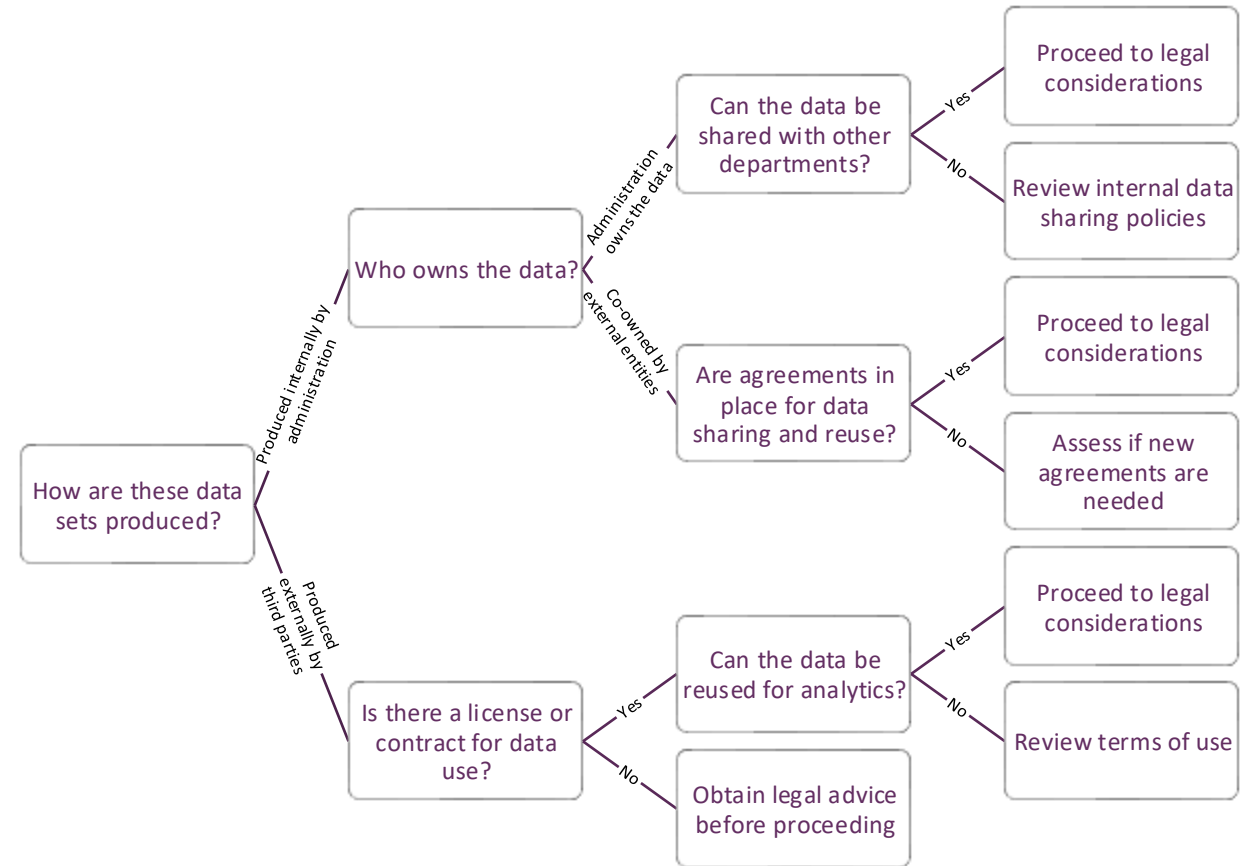 How are these data
sets produced?
Produced internally by
administration
Who owns the data?
Administration
owns the data
Can the data be
shared with other
departments?
Yes
Proceed to legal
considerations
No
Review internal data
sharing policies
Co-owned by
external entities
Are agreements in
place for data
sharing and reuse?
Yes
Proceed to legal
considerations
No
Assess if new
agreements are
needed
Produced
externally by
third parties
Is there a license or
contract for data
use?
Yes
Can the data be
reused for analytics?
Yes
Proceed to legal
considerations
No
Review terms of use
No
Obtain legal advice
before proceeding